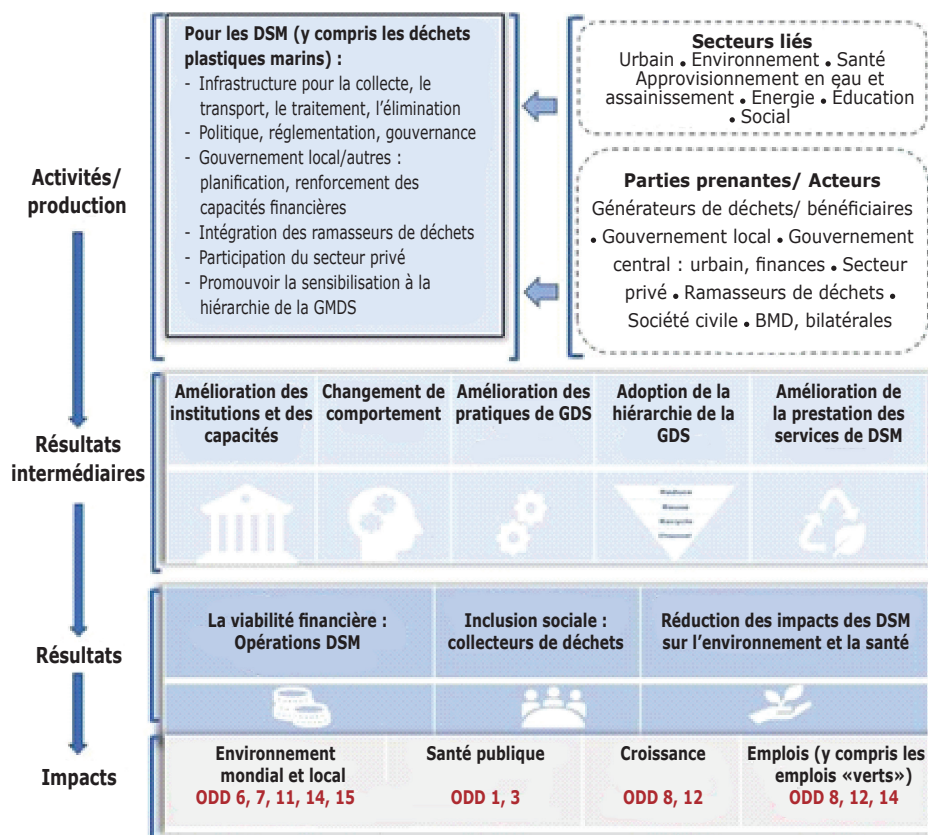 Activités/
production
Pour les DSM (y compris les déchets
plastiques marins) :
- Infrastructure pour la collecte, le
transport, le traitement, l'élimination
- Politique, réglementation, gouvernance
- Gouvernement local/autres :
planification, renforcement des
capacités financières
- Intégration des ramasseurs de déchets
- Participation du secteur privé
- Promouvoir la sensibilisation à la
hiérarchie de la GMDS
Secteurs liés
Urbain • Environnement • Santé
Approvisionnement en eau et
assainissement • Energie • Éducation
• Social
Parties prenantes/ Acteurs
Générateurs de déchets/ bénéficiaires
• Gouvernement local • Gouvernement
central : urbain, finances • Secteur
privé • Ramasseurs de déchets •
Société civile • BMD, bilatérales
Résultats
intermédiaires
Amélioration des
institutions et des
capacités
Changement de
comportement
Amélioration des
pratiques de GDS
Adoption de la
hiérarchie de la
GDS
Reduce
Reuse
Recycle
Disposal
Amélioration de
la prestation des
services de DSM
Résultats
La viabilité financière :
Opérations DSM
Inclusion sociale :
collecteurs de déchets
Réduction des impacts des DSM
sur l'environnement et la santé
Impacts
Environnement
mondial et local
ODD 6, 7, 11, 14, 15
Santé publique
ODD 1, 3
Croissance
ODD 8, 12
Emplois (y compris les
emplois «verts»)
ODD 8, 12, 14